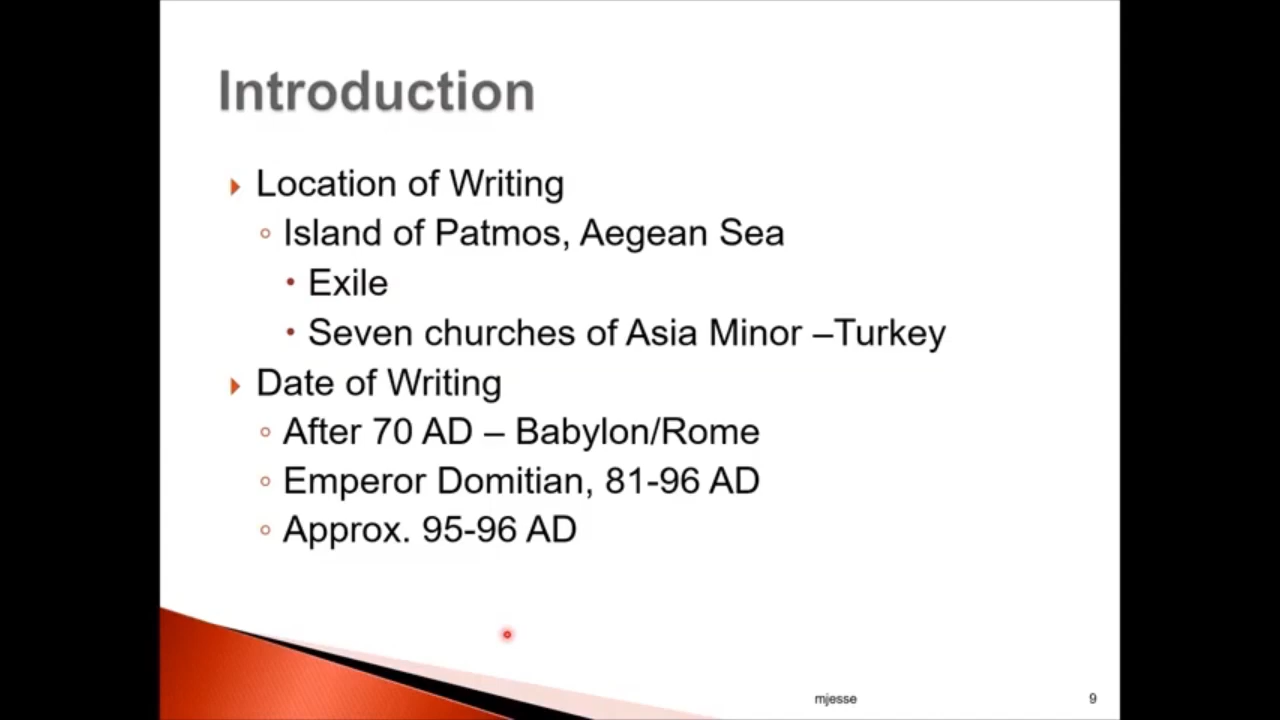 Introduction
Location of Writing
Island of Patmos, Aegean Sea
Exile
Seven churches of Asia Minor –Turkey
Date of Writing
After 70 AD – Babylon/Rome
Emperor Domitian, 81-96 AD
Approx. 95-96 AD
mjesse
9